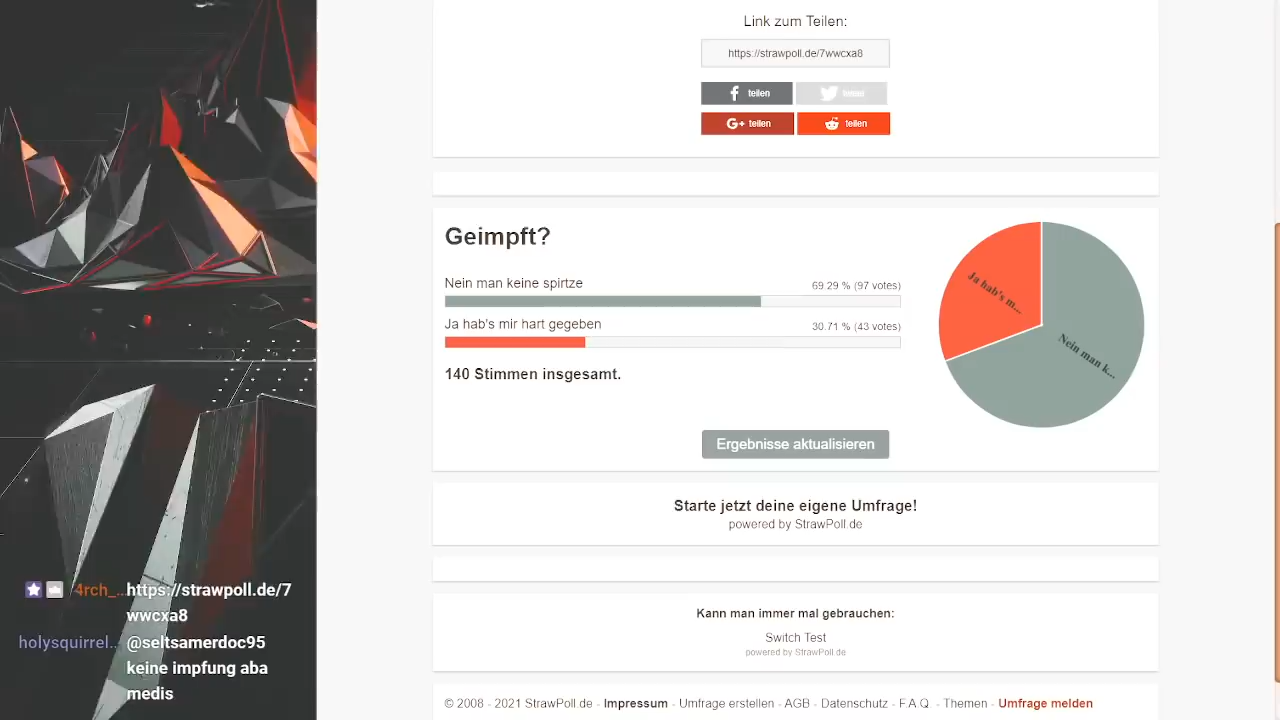 Link zum Teilen:
https://strawpoll.de/7wwcxa8
teilen
G+ teilen
teilen
Geimpft?
Nein man keine spirtze
69.29 % (97 votes)
Ja hab's mir hart gegeben
30.71 % (43 votes)
140 Stimmen insgesamt.
Ja hab's m...
Nein man k...
Ergebnisse aktualisieren
Starte jetzt deine eigene Umfrage!
powered by StrawPoll.de
Kann man immer mal gebrauchen:
Switch Test
powered by StrawPoll.de
© 2008 - 2021 StrawPoll.de - Impressum - Umfrage erstellen - AGB - Datenschutz - F.A.Q. - Themen - Umfrage melden
4rch_... https://strawpoll.de/7
wwcxa8
holysquirrel... @seltsamerdoc95
keine impfung aba
medis